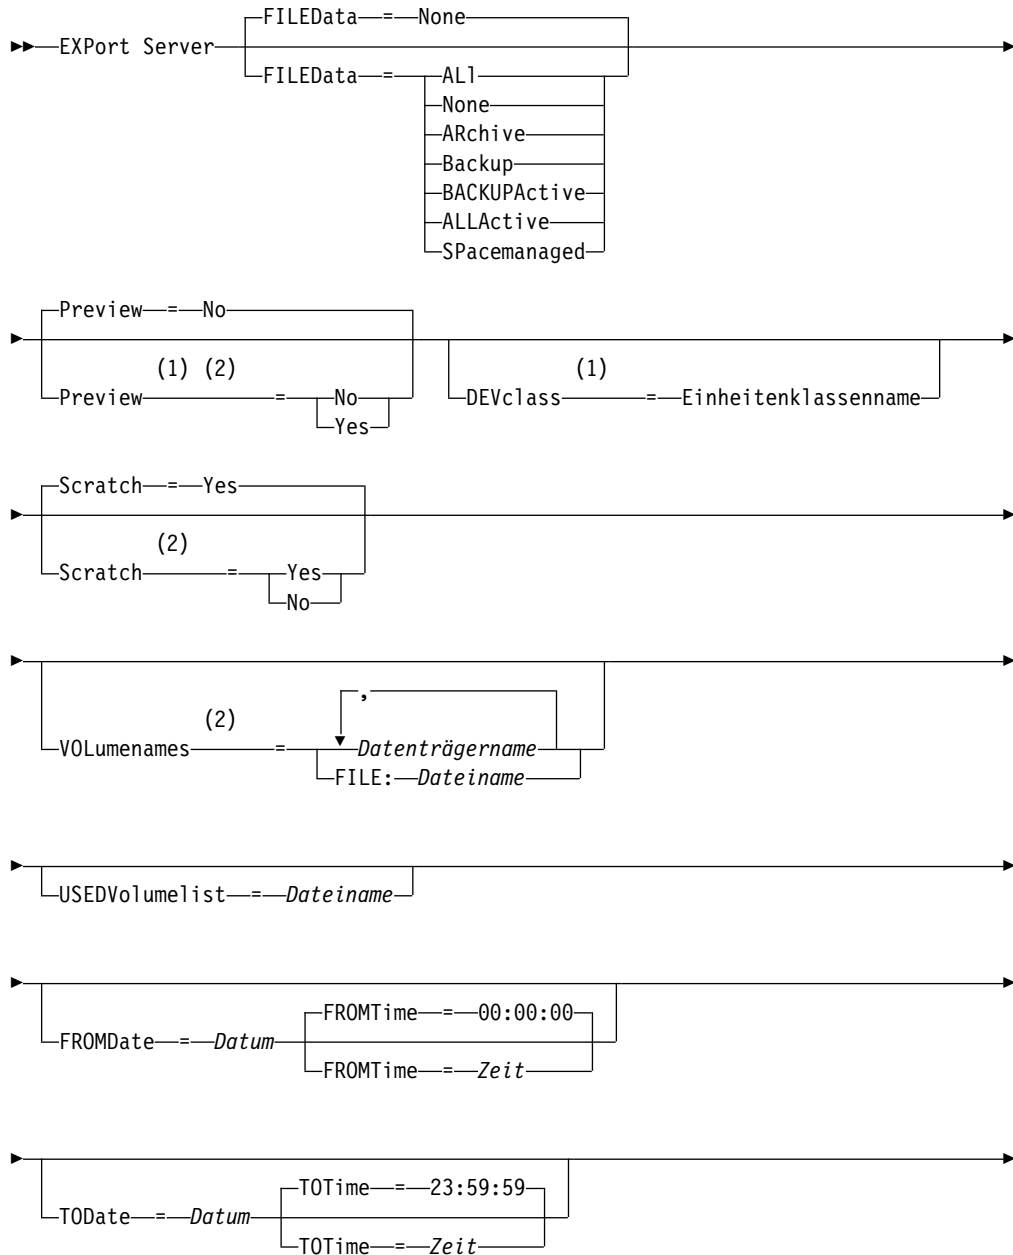 FILEData = None
EXPort Server
FILEData = ALl
None
ARchive
Backup
BACKUPActive
ALLActive
SPacemanaged
Preview = No
(1) (2) (1)
Preview = No DEVclass = Einheitenklassenname
Yes
Scratch = Yes
(2)
Scratch = Yes
No
,
(2)
VOLumenames = Datenträgername
FILE: Dateiname
USEDVolumelist = Dateiname
FROMTime = 00:00:00
FROMDate = Datum
FROMTime = Zeit
TOTime = 23:59:59
TODate = Datum
TOTime = Zeit